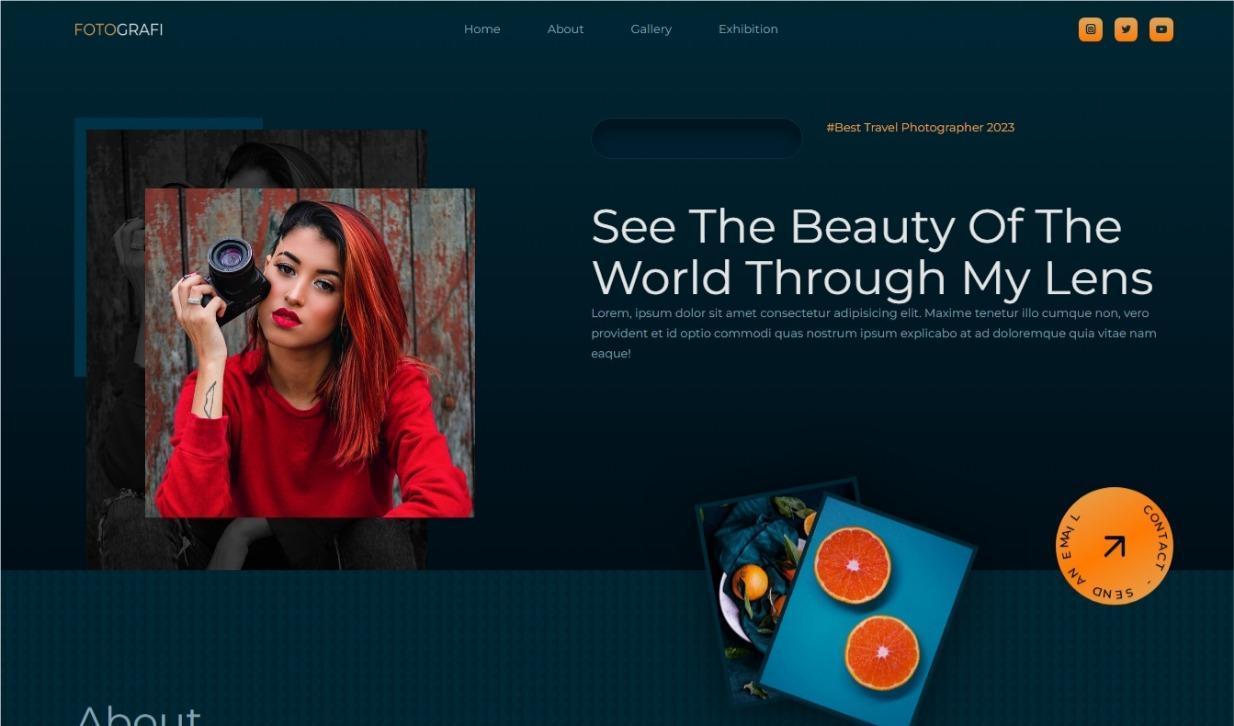 FOTOGRAFI
Home
About
Gallery
Exhibition
#Best Travel Photographer 2023
See The Beauty Of The
World Through My Lens
Lorem, ipsum dolor sit amet consectetur adipisicing elit. Maxime tenetur illo cumque non, vero
provident et id optio commodi quas nostrum ipsum explicabo at ad doloremque quia vitae nam
eaque!
CONTACT - SEND AN EMAIL
About